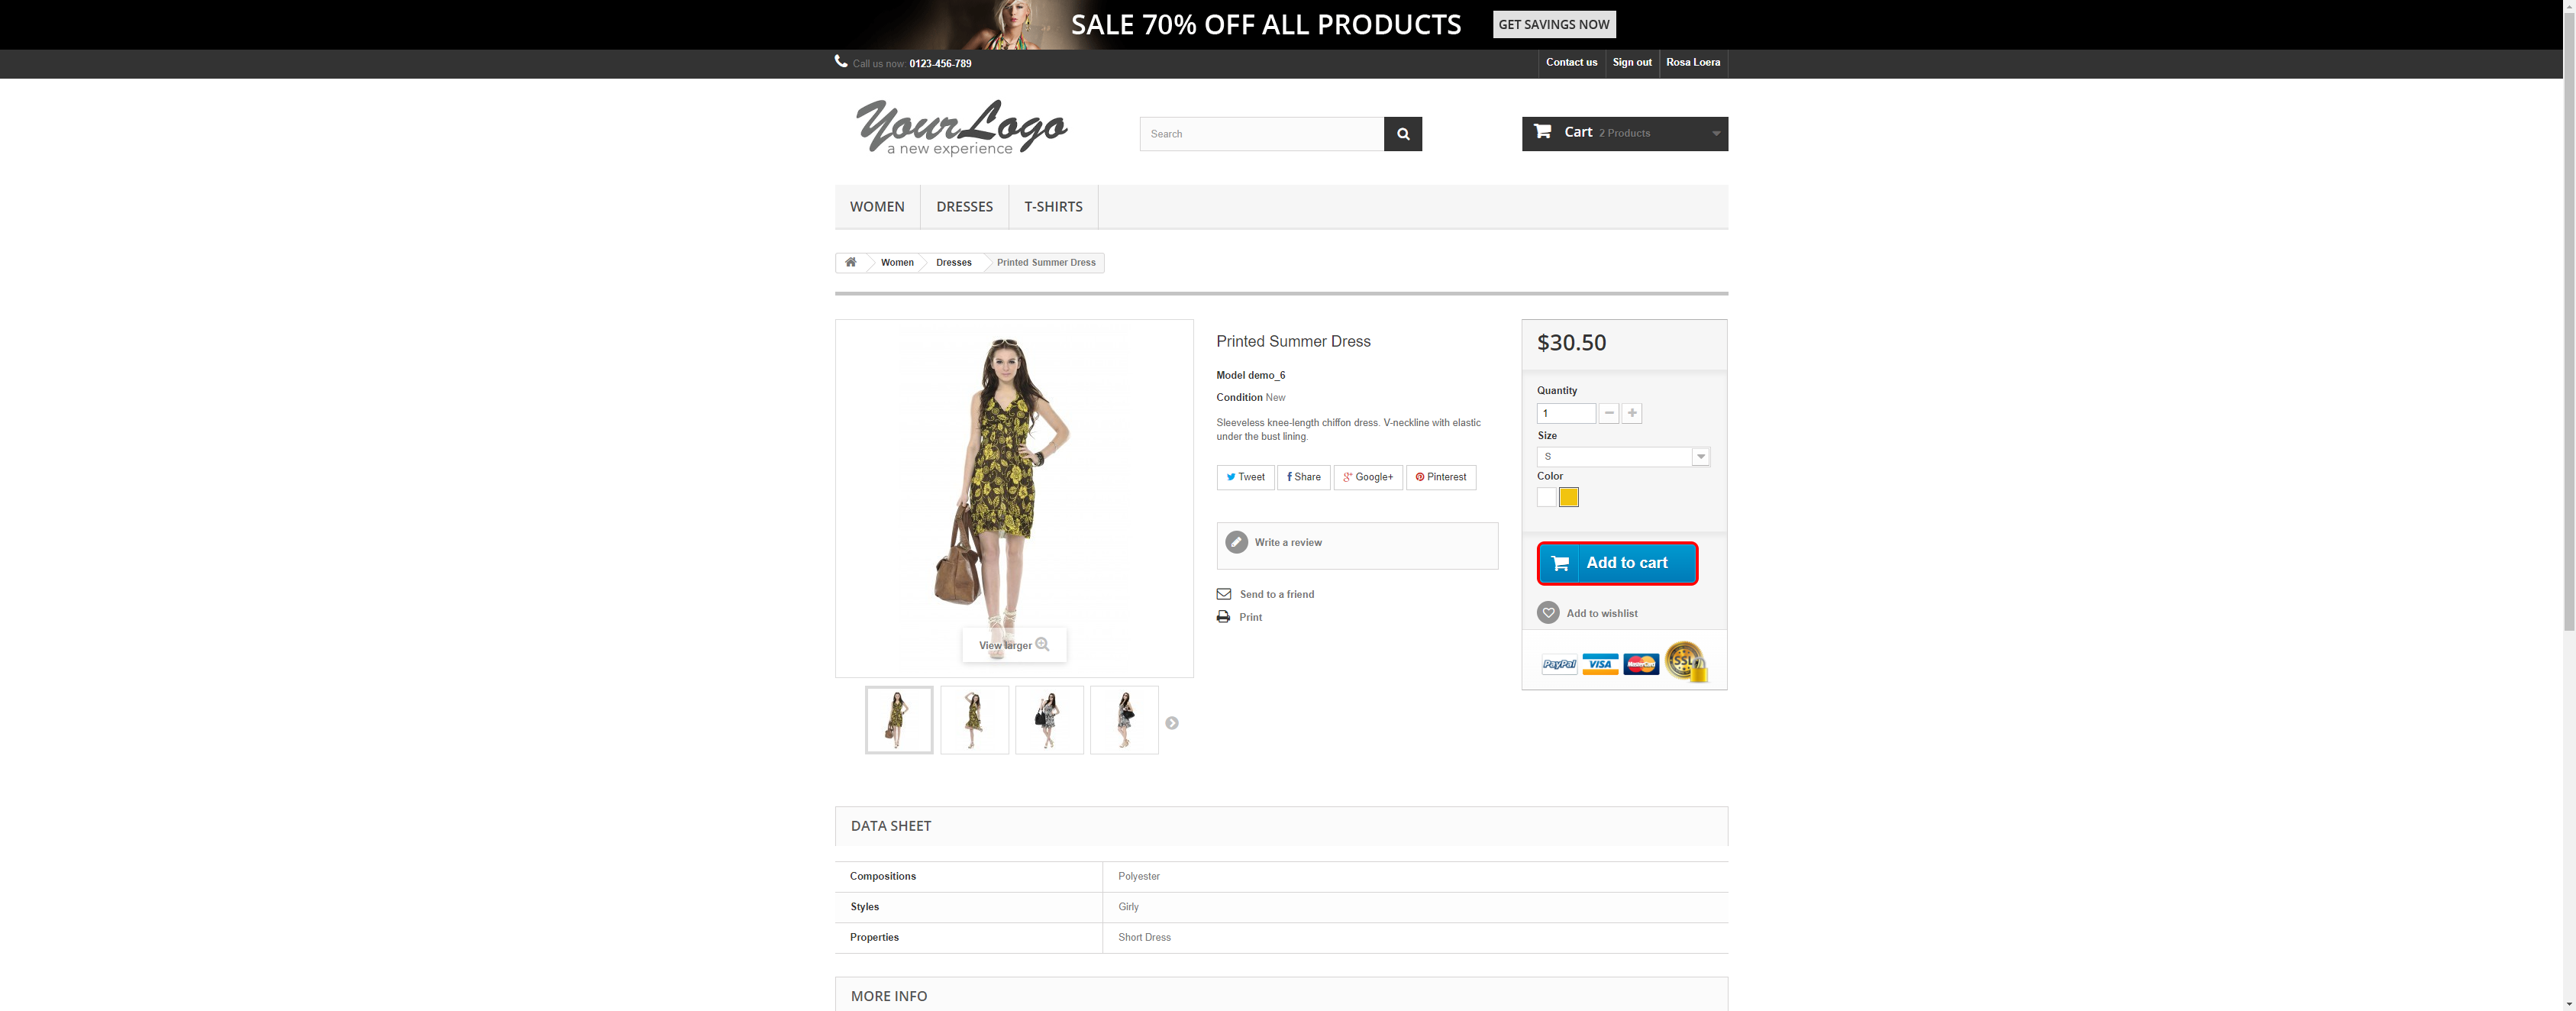 SALE 70% OFF ALL PRODUCTS GET SAVINGS NOW
Call us now: 0123-456-789 Contact us Sign out Rosa Loera
YourLogo
a new experience
Search
Cart 2 Products
WOMEN DRESSES T-SHIRTS
Women Dresses Printed Summer Dress
Printed Summer Dress
Model demo_6
Condition New
Sleeveless knee-length chiffon dress. V-neckline with elastic
under the bust lining.
Tweet Share Google+ Pinterest
Write a review
Send to a friend
Print
View larger
$30.50
Quantity
1
Size
S
Color
Add to cart
Add to wishlist
PayPal VISA MasterCard SSL
DATA SHEET
Compositions Polyester
Styles Girly
Properties Short Dress
MORE INFO